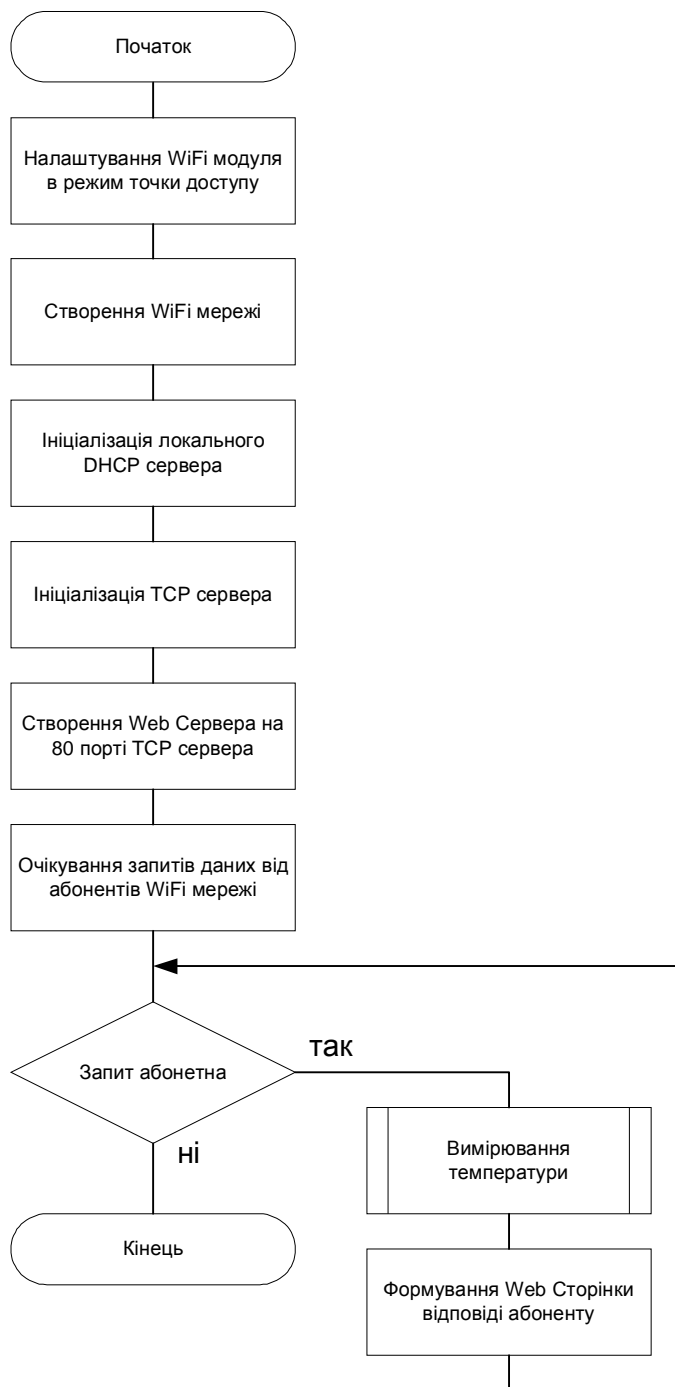 Початок
Налаштування WiFi модуля
в режим точки доступу
Створення WiFi мережі
Ініціалізація локального
DHCP сервера
Ініціалізація TCP сервера
Створення Web Сервера на
80 порті TCP сервера
Очікування запитів даних від
абонентів WiFi мережі
Запит абонетна
так
ні
Вимірювання
температури
Кінець
Формування Web Сторінки
відповіді абоненту